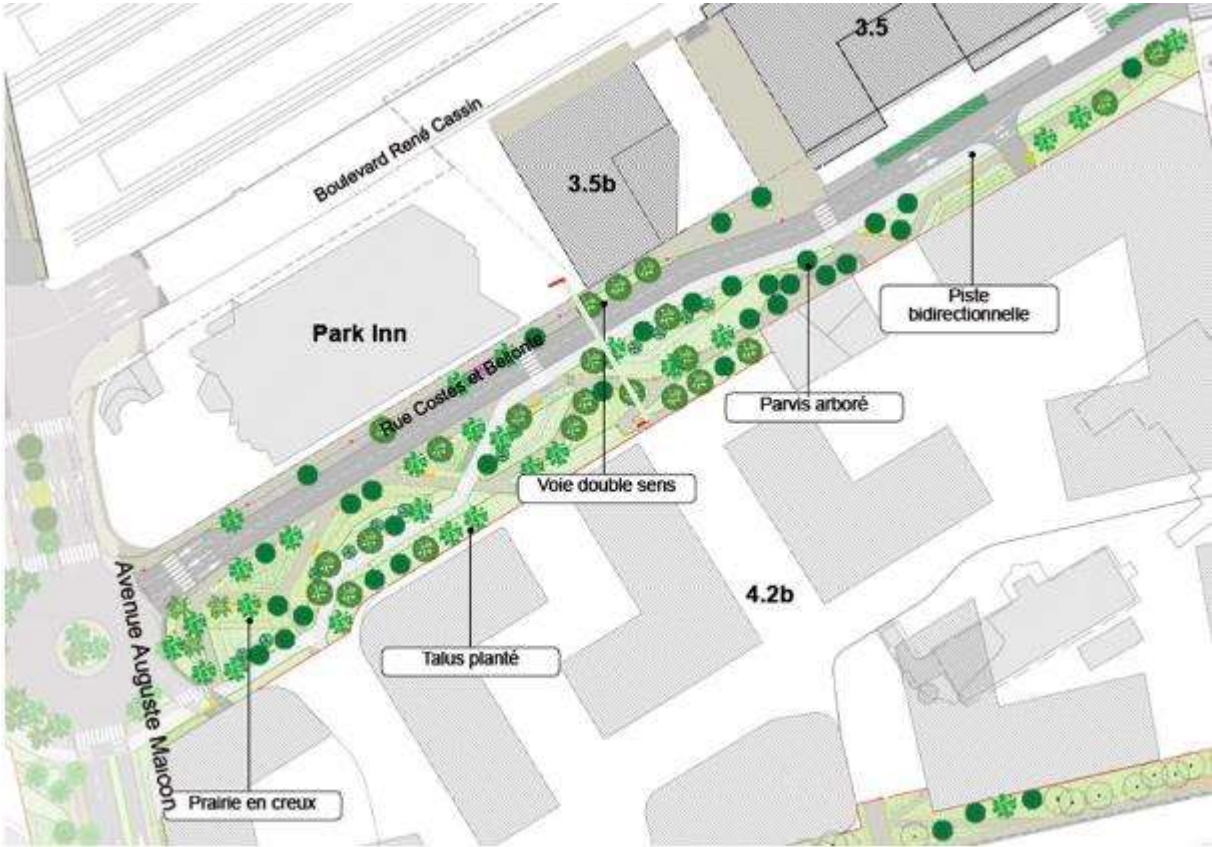 3.5
Boulevard René Cassin
3.5b
Piste
bidirectionnelle
Park Inn
Rue Costes et Bellonte
Parvis arboré
Voie double sens
4.2b
Avenue Auguste Maicon
Talus planté
Prairie en creux